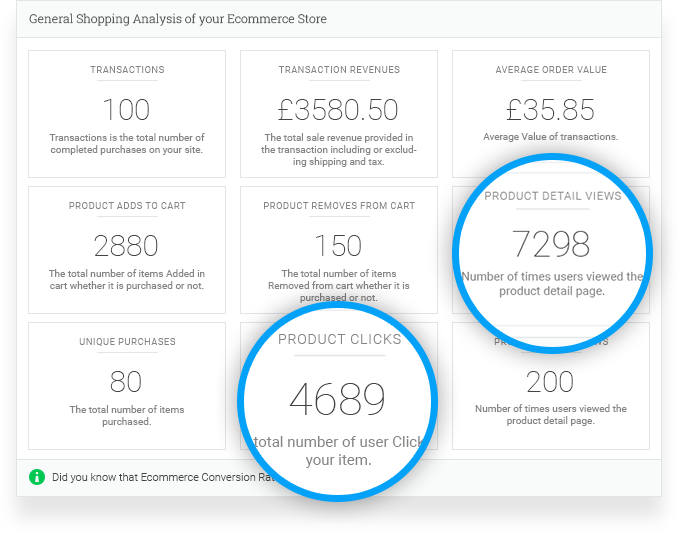 General Shopping Analysis of your Ecommerce Store
TRANSACTIONS
100
Transactions is the total number of
completed purchases on your site.
TRANSACTION REVENUES
£3580.50
The total sale revenue provided in
the transaction including or exclud-
ing shipping and tax.
AVERAGE ORDER VALUE
£35.85
Average Value of transactions.
PRODUCT ADDS TO CART
2880
The total number of items Added in
cart whether it is purchased or not.
PRODUCT REMOVES FROM CART
150
The total number of items
Removed from cart whether it is
purchased or not.
PRODUCT DETAIL VIEWS
7298
Number of times users viewed the
product detail page.
UNIQUE PURCHASES
80
The total number of items
purchased.
PRODUCT CLICKS
4689
total number of user Click
your item.
200
Number of times users viewed the
product detail page.
Did you know that Ecommerce Conversion